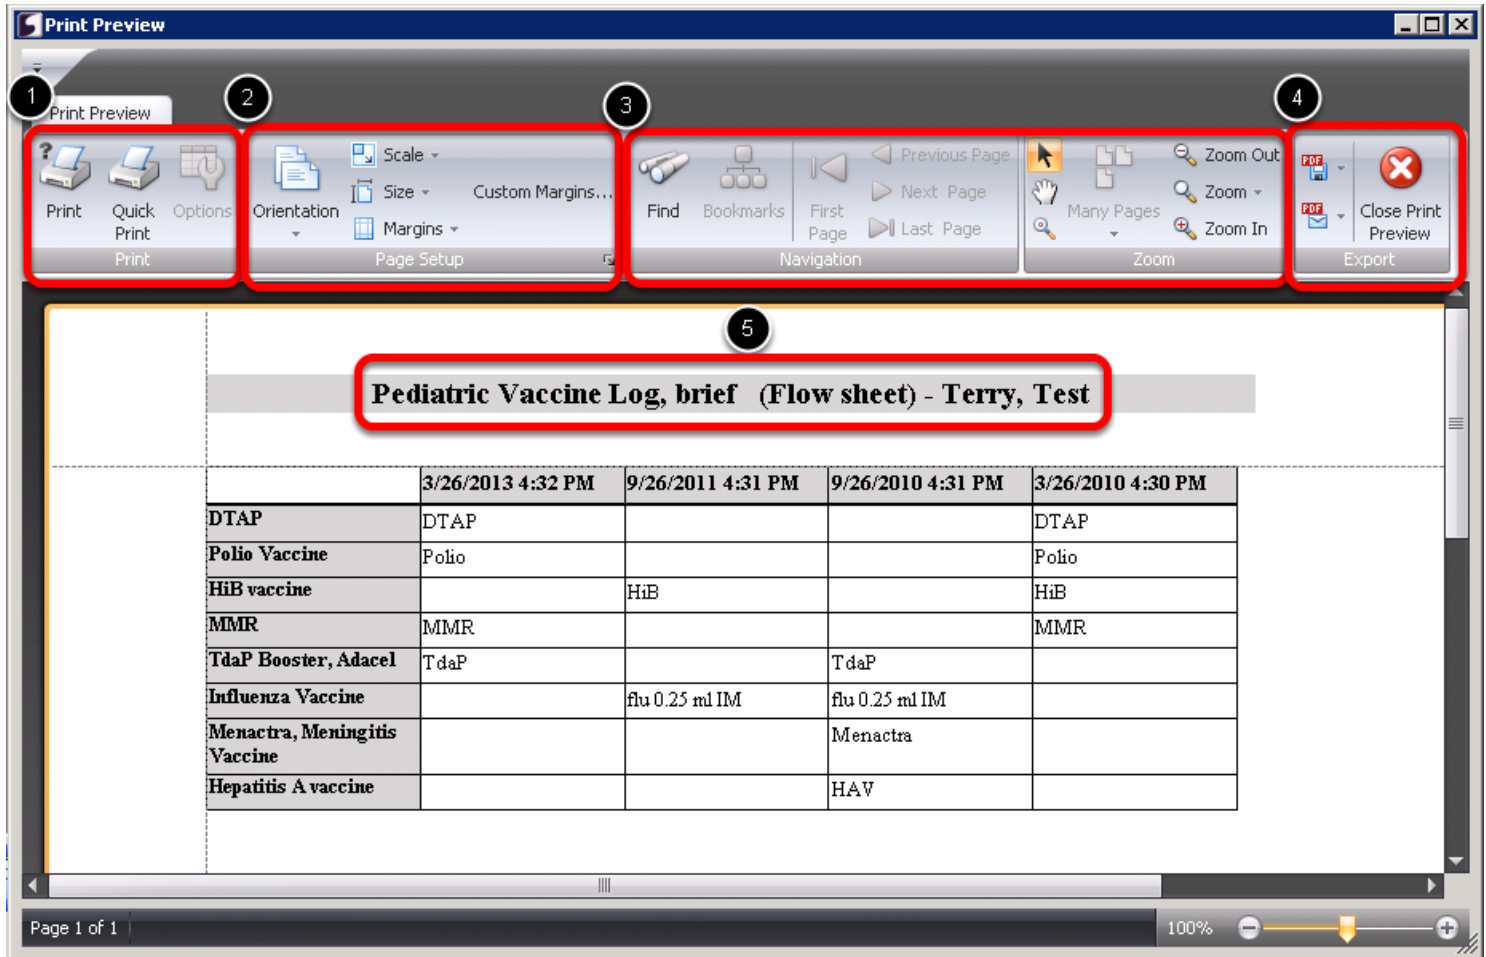 Print Preview
1
2
3
4
Print Preview
?
Print
Quick Print
Options
Print
Orientation
Scale
Size
Margins
Custom Margins...
Page Setup
Find
Bookmarks
First Page
Previous Page
Next Page
Last Page
Navigation
Many Pages
Zoom Out
Zoom
Zoom In
Zoom
PDF
PDF
Close Print Preview
Export
5
Pediatric Vaccine Log, brief (Flow sheet) - Terry, Test
3/26/2013 4:32 PM 9/26/2011 4:31 PM 9/26/2010 4:31 PM 3/26/2010 4:30 PM
DTAP DTAP DTAP
Polio Vaccine Polio Polio
HiB vaccine HiB HiB
MMR MMR MMR
TdaP Booster, Adacel TdaP TdaP
Influenza Vaccine flu 0.25 ml IM flu 0.25 ml IM
Menactra, Meningitis Menactra
Vaccine
Hepatitis A vaccine HAV
Page 1 of 1
100%